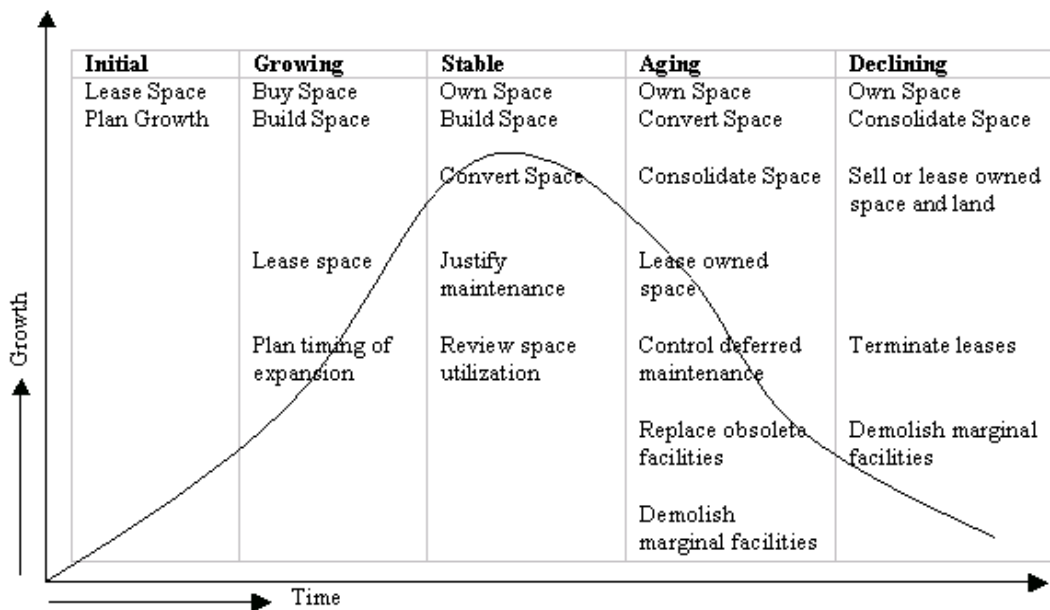 Initial
Lease Space
Plan Growth
Growing
Buy Space
Build Space
Lease space
Plan timing of
expansion
Stable
Own Space
Build Space
Convert Space
Justify
maintenance
Review space
utilization
Aging
Own Space
Convert Space
Consolidate Space
Lease owned
space
Control deferred
maintenance
Replace obsolete
facilities
Demolish
marginal facilities
Declining
Own Space
Consolidate Space
Sell or lease owned
space and land
Terminate leases
Demolish marginal
facilities
Growth
Time